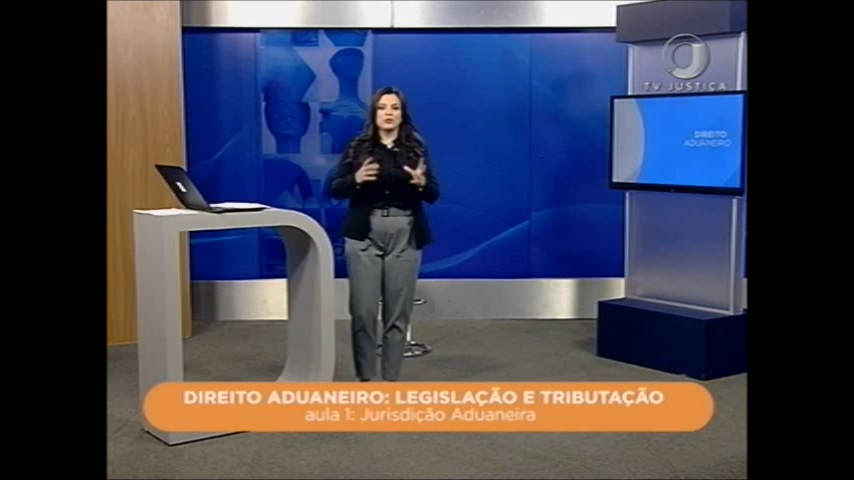 TV JUSTIÇA
DIREITO
ADUANEIRO
DIREITO ADUANEIRO: LEGISLAÇÃO E TRIBUTAÇÃO
aula 1: Jurisdição Aduaneira